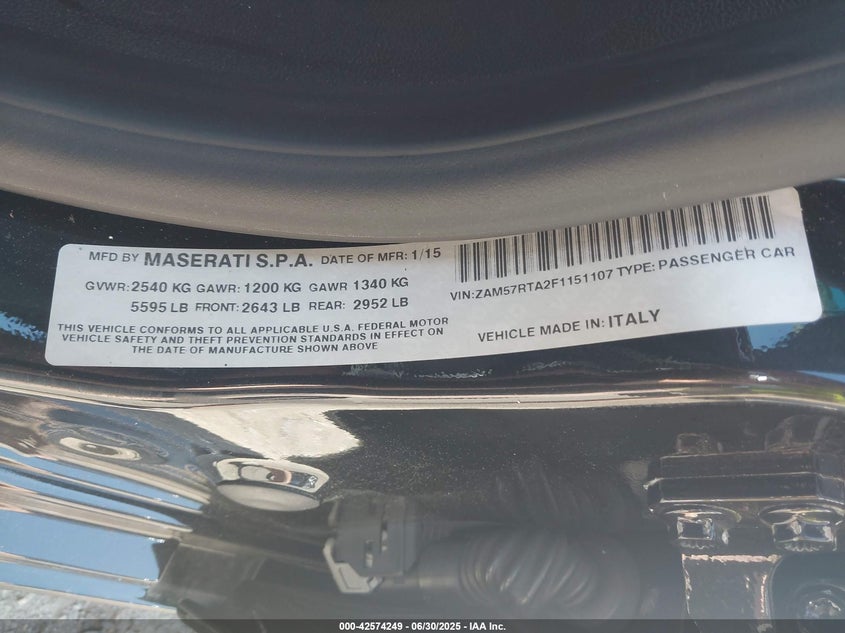 MFD BY MASERATI S.P.A. DATE OF MFR: 1/15
GVWR: 2540 KG GAWR: 1200 KG GAWR 1340 KG
5595 LB FRONT: 2643 LB REAR: 2952 LB
THIS VEHICLE CONFORMS TO ALL APPLICABLE U.S.A. FEDERAL MOTOR
VEHICLE SAFETY AND THEFT PREVENTION STANDARDS IN EFFECT ON
THE DATE OF MANUFACTURE SHOWN ABOVE
VIN: ZAM57RTA2F1151107 TYPE: PASSENGER CAR
VEHICLE MADE IN: ITALY
000-42574249 - 06/30/2025 - IAA Inc.